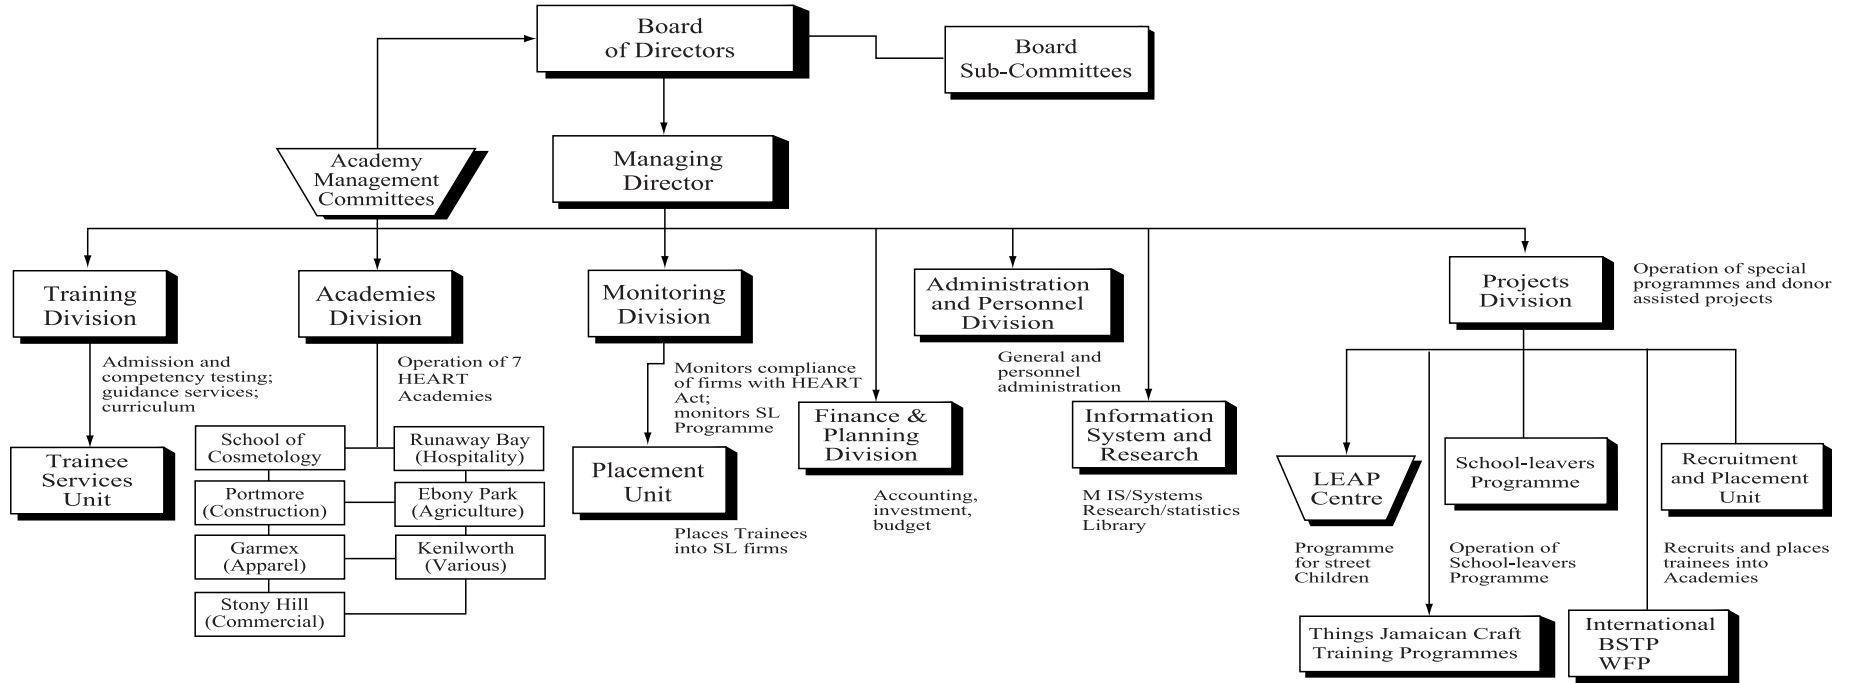 Board
of Directors
Board
Sub-Committees
Academy
Management
Committees
Managing
Director
Training
Division
Academies
Division
Monitoring
Division
Administration
and Personnel
Division
Projects
Division
Operation of special
programmes and donor
assisted projects
Admission and
competency testing;
guidance services;
curriculum
Operation of 7
HEART
Academies
Monitors compliance
of firms with HEART
Act;
monitors SL
Programme
General and
personnel
administration
Trainee
Services
Unit
School of
Cosmetology
Runaway Bay
(Hospitality)
Portmore
(Construction)
Ebony Park
(Agriculture)
Garmex
(Apparel)
Kenilworth
(Various)
Stony Hill
(Commercial)
Placement
Unit
Places Trainees
into SL firms
Finance &
Planning
Division
Accounting,
investment,
budget
Information
System and
Research
M IS/Systems
Research/statistics
Library
LEAP
Centre
Programme
for street
Children
School-leavers
Programme
Operation of
School-leavers
Programme
Recruitment
and Placement
Unit
Recruits and places
trainees into
Academies
Things Jamaican Craft
Training Programmes
International
BSTP
WFP